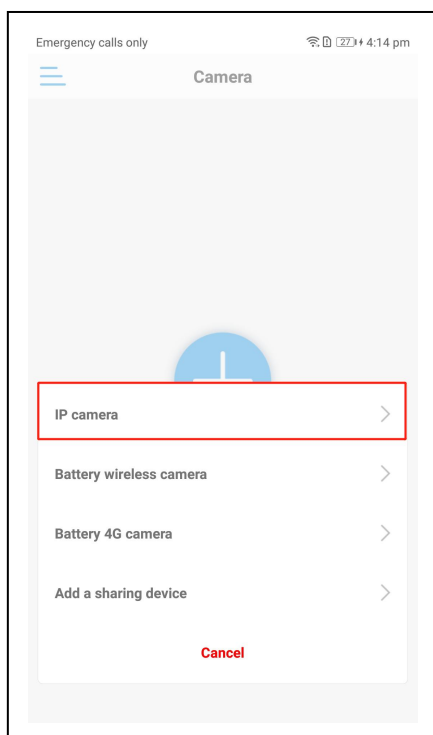 Emergency calls only 27 4:14 pm
Camera
IP camera
Battery wireless camera
Battery 4G camera
Add a sharing device
Cancel